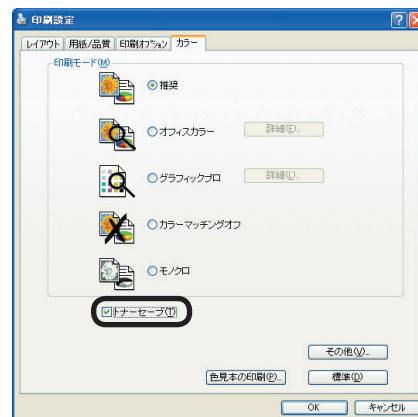 印刷設定
レイアウト 用紙/品質 印刷オプション カラー
印刷モード(M)
推奨
オフィスカラー 詳細(E)...
グラフィックプロ 詳細(L)...
カラーマッチングオフ
モノクロ
トナーセーブ(T)
その他(V)...
色見本の印刷(P)... 標準(D)
OK キャンセル